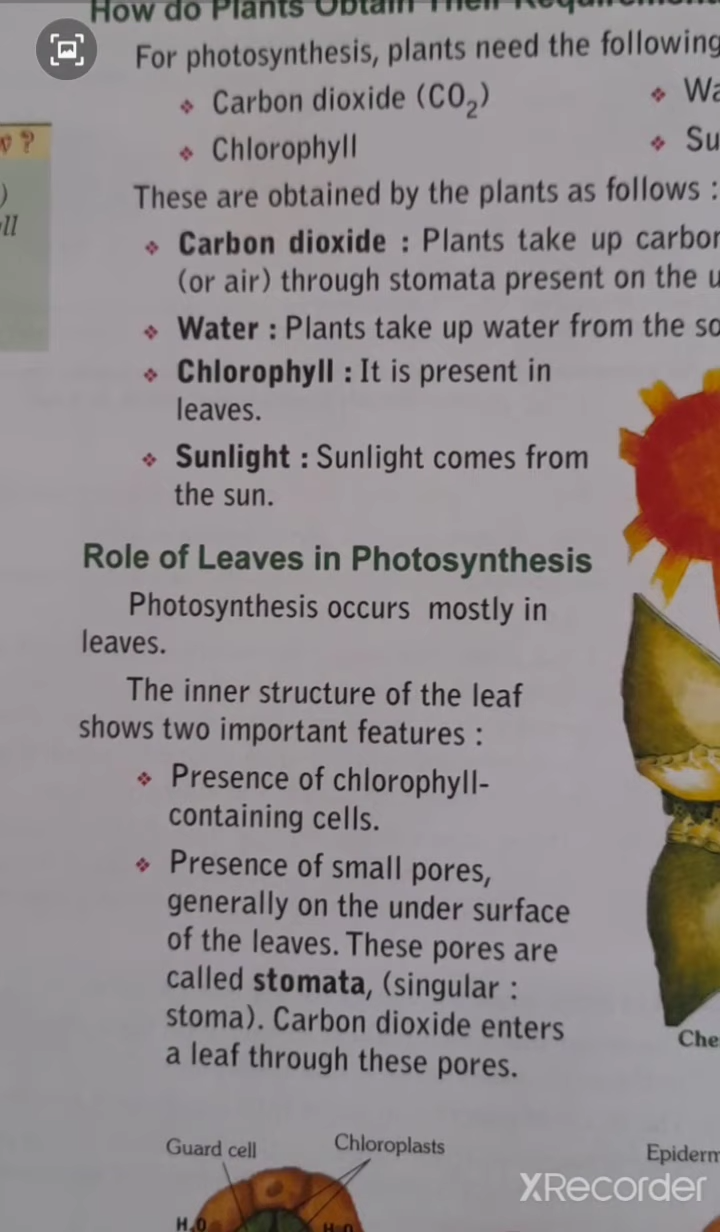 How do Plants Obtain Their
For photosynthesis, plants need the following
Carbon dioxide (CO₂)
Chlorophyll
These are obtained by the plants as follows :
Carbon dioxide : Plants take up
(or air) through stomata present on the
Water : Plants take up water from the
Chlorophyll : It is present in
leaves.
Sunlight : Sunlight comes from
the sun.
Role of Leaves in Photosynthesis
Photosynthesis occurs mostly in
leaves.
The inner structure of the leaf
shows two important features :
Presence of chlorophyll-
containing cells.
Presence of small pores,
generally on the under surface
of the leaves. These pores are
called stomata, (singular :
stoma). Carbon dioxide enters
a leaf through these pores.
Guard cell
Chloroplasts
H₂O
H₂O
XRecorder